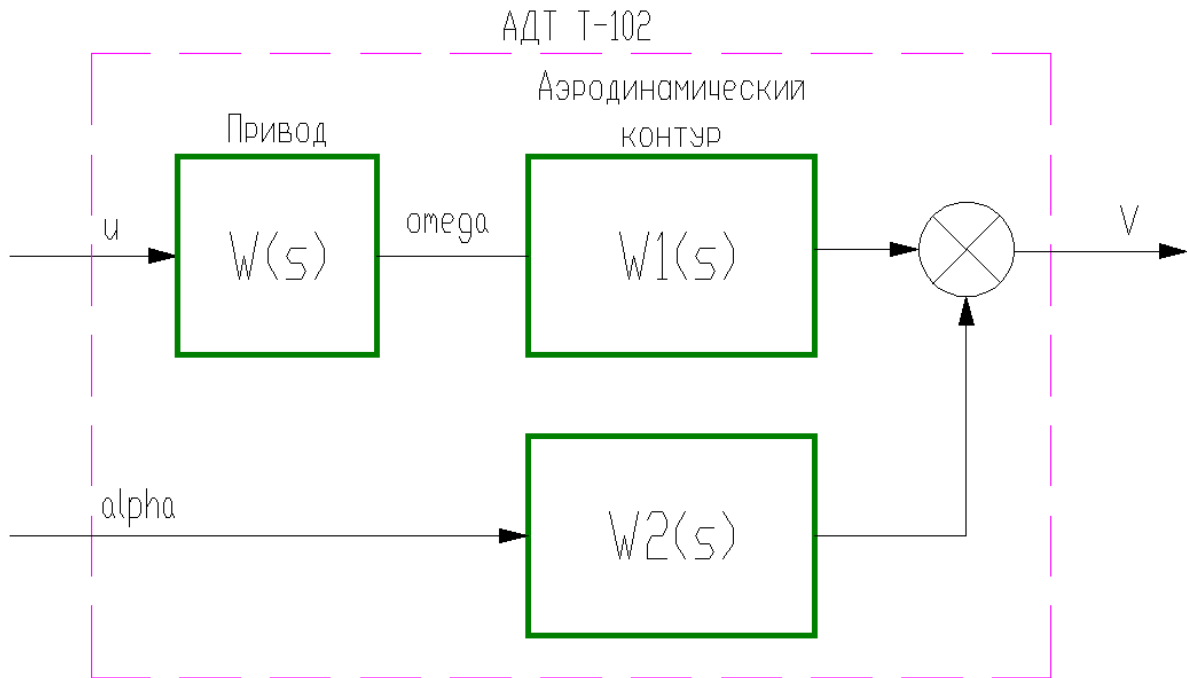 АДТ Т-102
Аэродинамический
контур
Привод
u
W(s)
omega
W1(s)
V
alpha
W2(s)